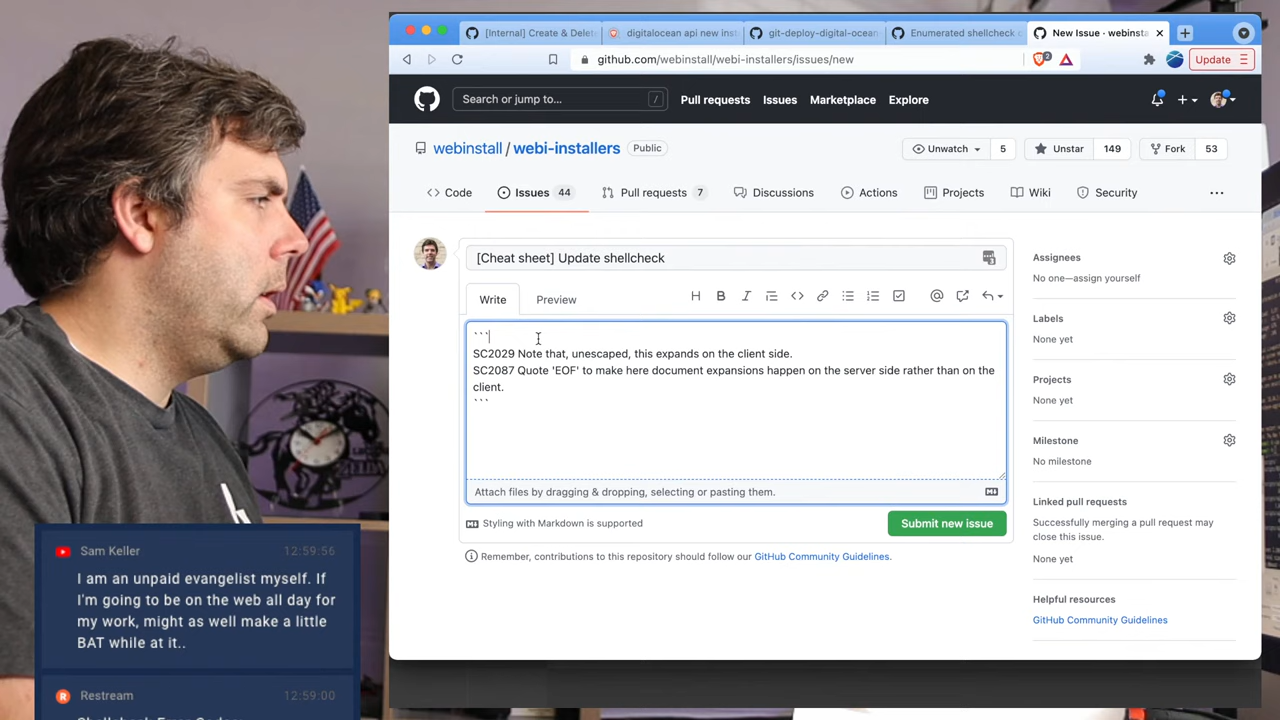 [Internal] Create & Delet
digitalocean api new inst
git-deploy-digital-ocean
Enumerated shellcheck c
New Issue · webinsta
github.com/webinstall/webi-installers/issues/new
2
Update
Search or jump to...
/
Pull requests
Issues
Marketplace
Explore
webinstall / webi-installers
Public
Unwatch
5
Unstar
149
Fork
53
Code
Issues 44
Pull requests 7
Discussions
Actions
Projects
Wiki
Security
[Cheat sheet] Update shellcheck
Write
Preview
```
SC2029 Note that, unescaped, this expands on the client side.
SC2087 Quote 'EOF' to make here document expansions happen on the server side rather than on the
client.
```
Attach files by dragging & dropping, selecting or pasting them.
Styling with Markdown is supported
Submit new issue
Remember, contributions to this repository should follow our GitHub Community Guidelines.
Assignees
No one—assign yourself
Labels
None yet
Projects
None yet
Milestone
No milestone
Linked pull requests
Successfully merging a pull request may
close this issue.
None yet
Helpful resources
GitHub Community Guidelines
Sam Keller
12:59:56
I am an unpaid evangelist myself. If
I'm going to be on the web all day for
my work, might as well make a little
BAT while at it..
Restream
12:59:00